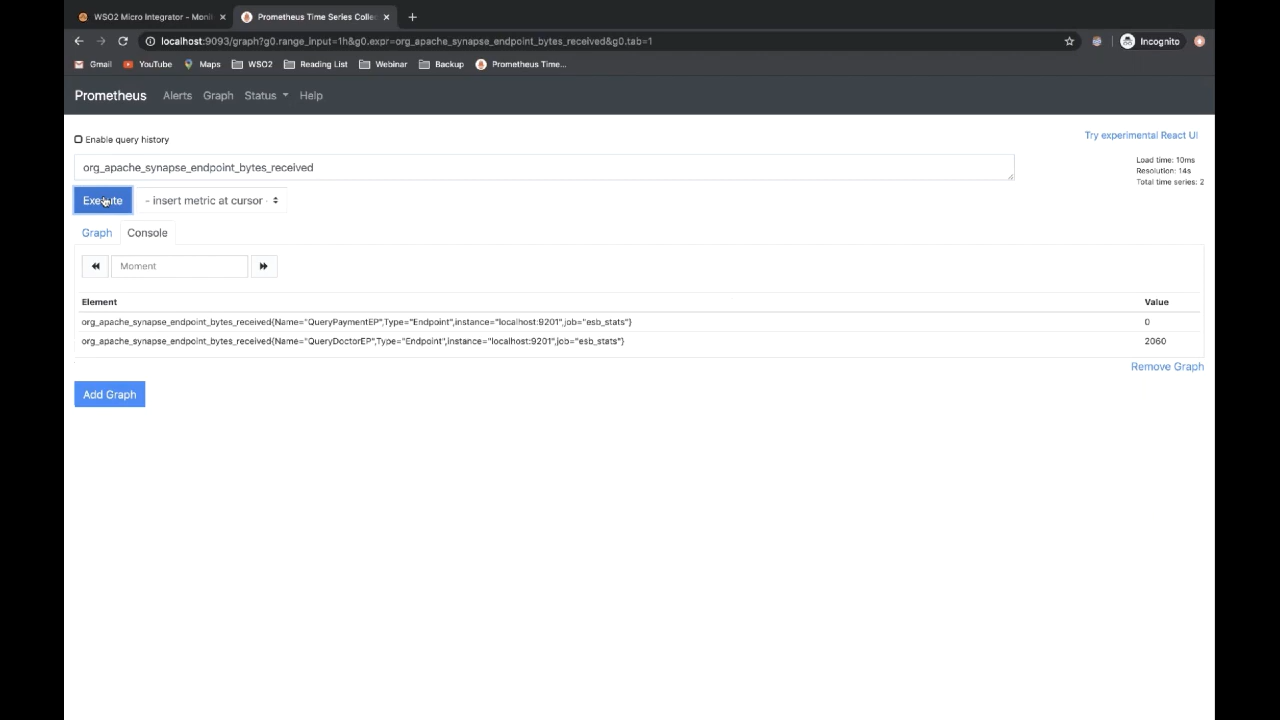 WSO2 Micro Integrator - Moni
Prometheus Time Series Collec
localhost:9093/graph?g0.range_input=1h&g0.expr=org_apache_synapse_endpoint_bytes_received&g0.tab=1
Incognito
Gmail YouTube Maps WSO2 Reading List Webinar Backup Prometheus Time...
Prometheus Alerts Graph Status Help
Enable query history
Try experimental React UI
org_apache_synapse_endpoint_bytes_received
Load time: 10ms
Resolution: 14s
Total time series: 2
Execute - insert metric at cursor
Graph Console
Moment
Element Value
org_apache_synapse_endpoint_bytes_received{Name="QueryPaymentEP",Type="Endpoint",instance="localhost:9201",job="esb_stats"} 0
org_apache_synapse_endpoint_bytes_received{Name="QueryDoctorEP",Type="Endpoint",instance="localhost:9201",job="esb_stats"} 2060
Remove Graph
Add Graph